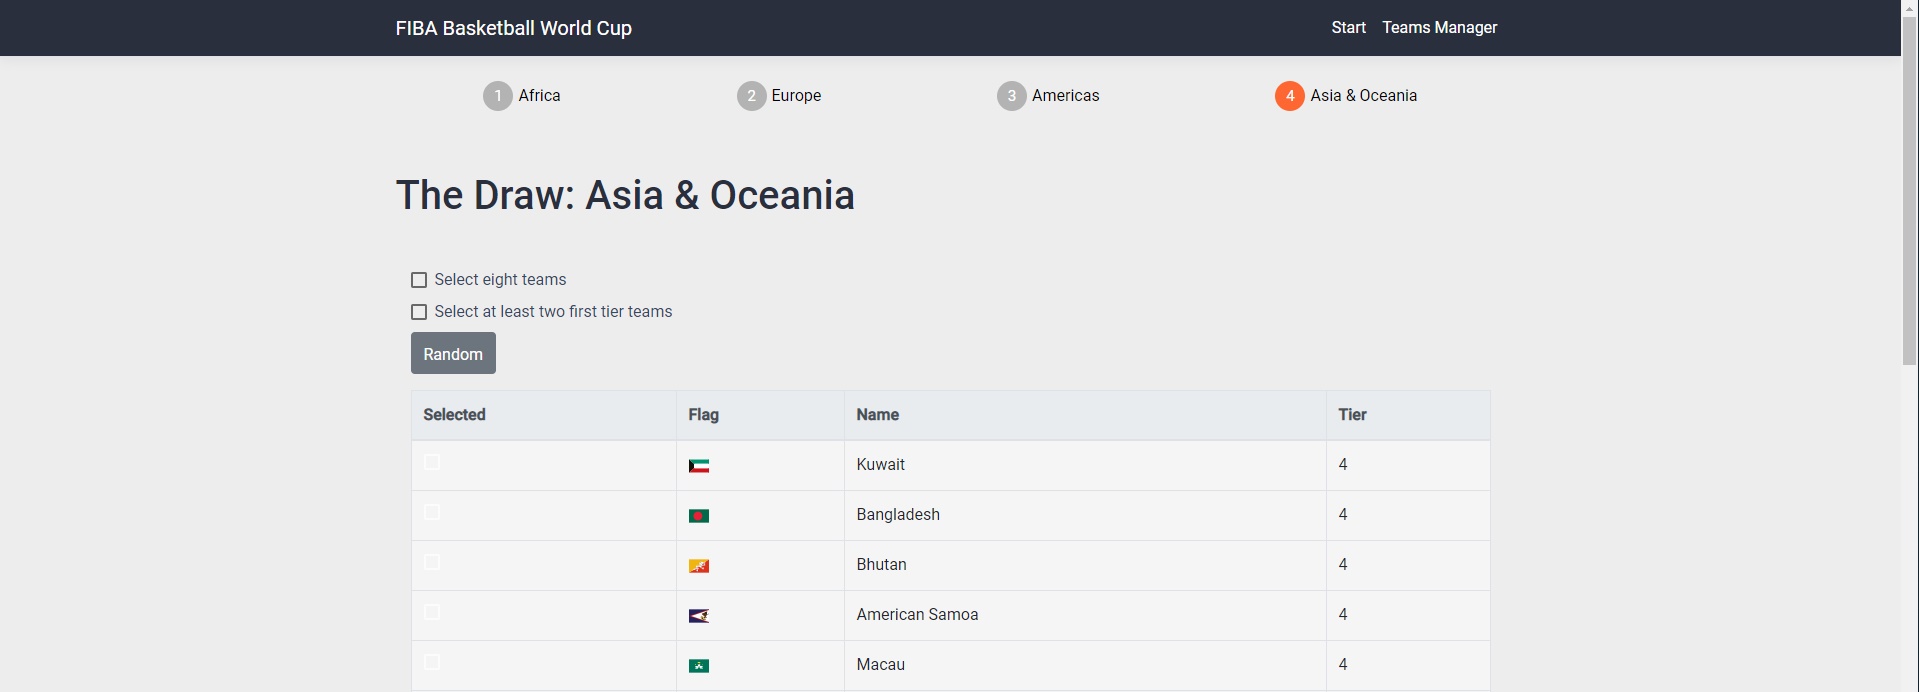 FIBA Basketball World Cup Start Teams Manager
1 Africa 2 Europe 3 Americas 4 Asia & Oceania
The Draw: Asia & Oceania
Select eight teams
Select at least two first tier teams
Random
Selected Flag Name Tier
Kuwait 4
Bangladesh 4
Bhutan 4
American Samoa 4
Macau 4